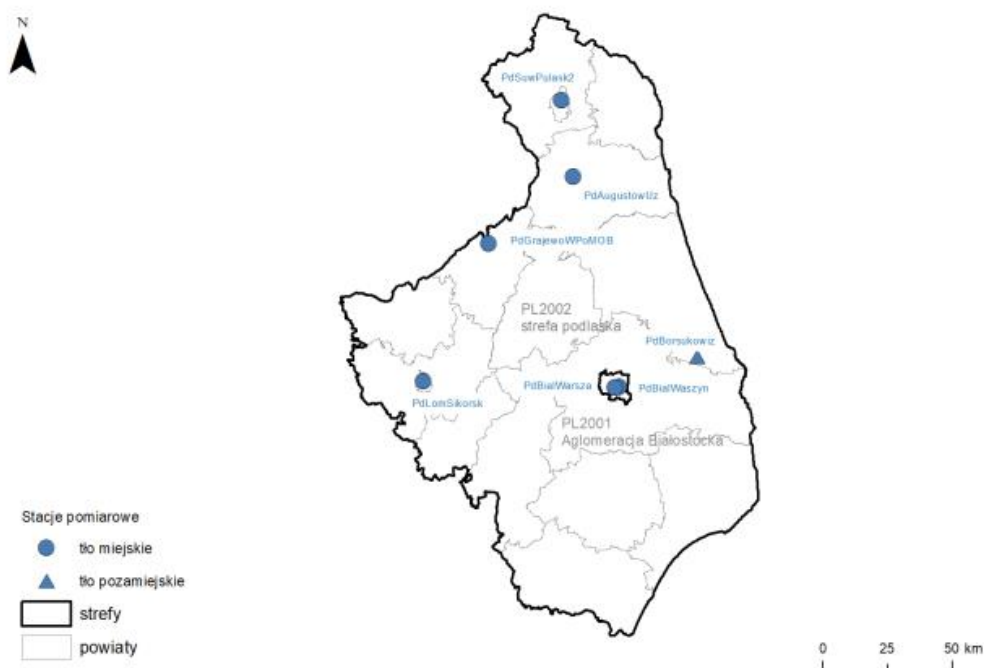 N
PdSuwPulask2
PdAugustowUz
PdGrajewoWPoMOB
PL2002
strefa podlaska
PdBorsukowiz
PdBialWarsza
PdBialWaszyn
PdLomSikorsk
PL2001
Aglomeracja Białostocka
Stacje pomiarowe
tło miejskie
tło pozamiejskie
strefy
powiaty
0 25 50 km